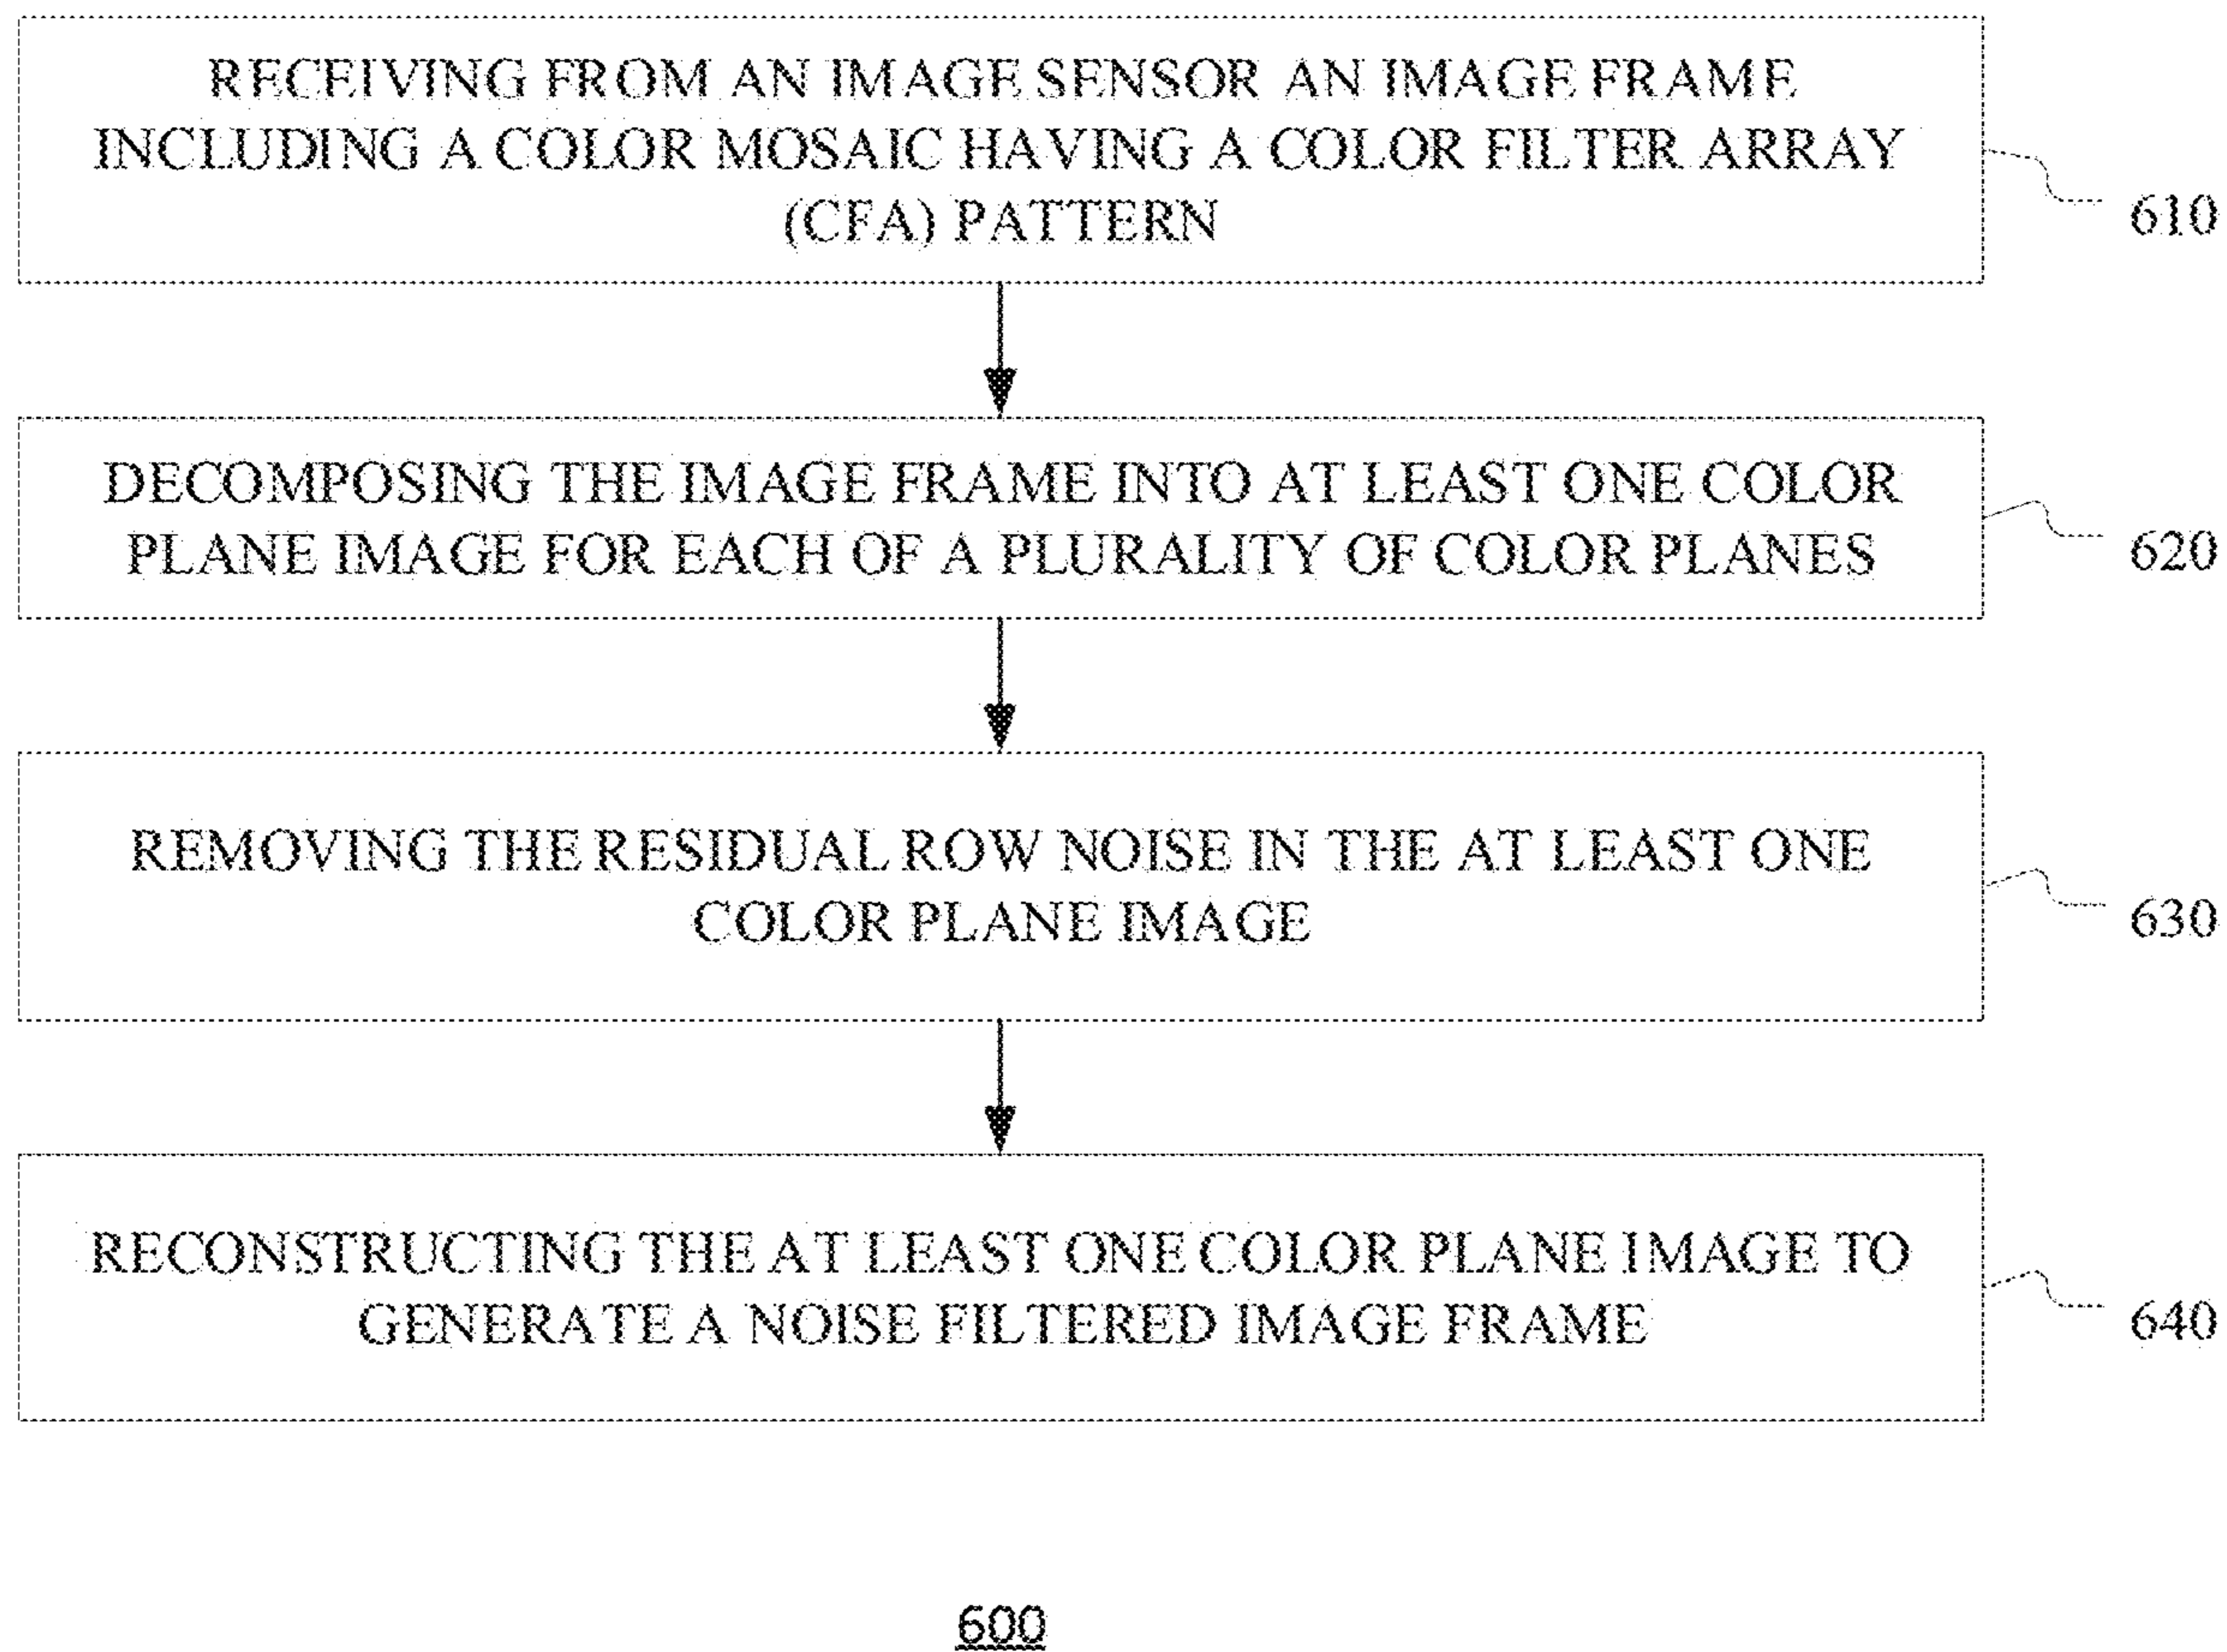 RECEIVING FROM AN IMAGE SENSOR AN IMAGE FRAME
INCLUDING A COLOR MOSAIC HAVING A COLOR FILTER ARRAY
(CFA) PATTERN
610
DECOMPOSING THE IMAGE FRAME INTO AT LEAST ONE COLOR
PLANE IMAGE FOR EACH OF A PLURALITY OF COLOR PLANES
620
REMOVING THE RESIDUAL ROW NOISE IN THE AT LEAST ONE
COLOR PLANE IMAGE
630
RECONSTRUCTING THE AT LEAST ONE COLOR PLANE IMAGE TO
GENERATE A NOISE FILTERED IMAGE FRAME
640
600